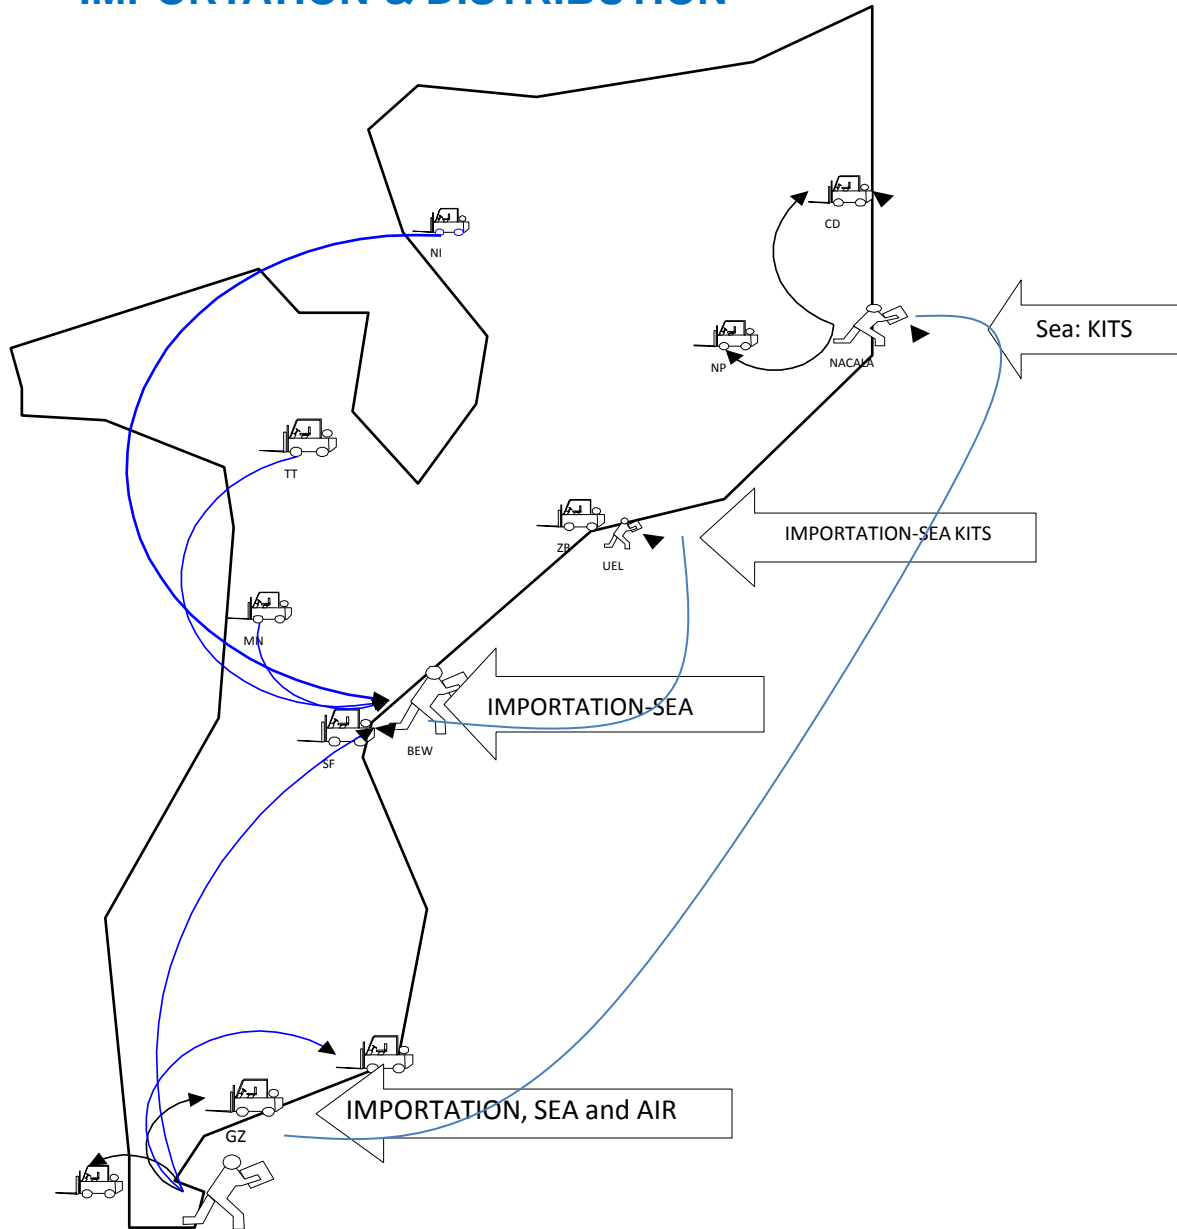 IMPORTATION & DISTRIBUTION
CD
NI
Sea: KITS
NP
NACALA
TT
IMPORTATION-SEA KITS
ZB
UEL
MN
IMPORTATION-SEA
BEW
SF
IMPORTATION, SEA and AIR
GZ